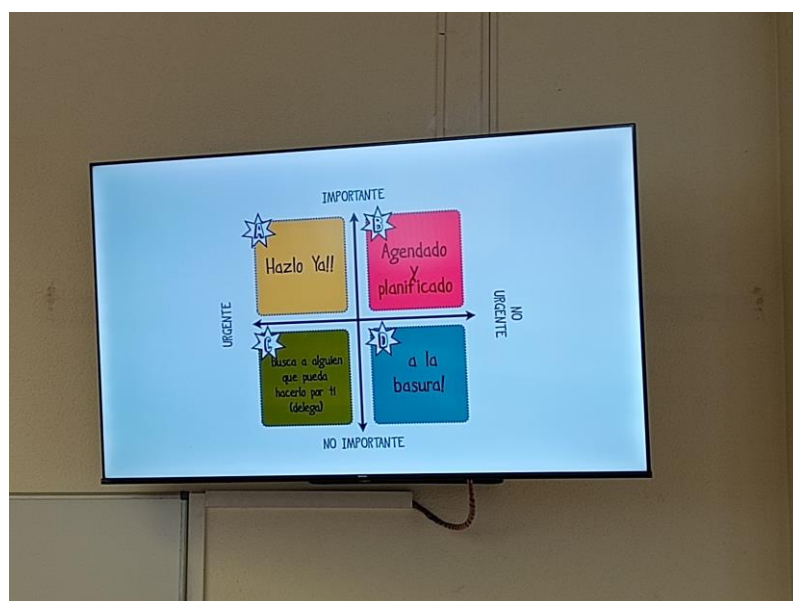 IMPORTANTE
A
Hazlo Ya!!
B
Agendado
y
planificado
URGENTE
NO
URGENTE
C
Busca a alguien
que pueda
hacerlo por ti
(delega)
D
a la
basura!
NO IMPORTANTE